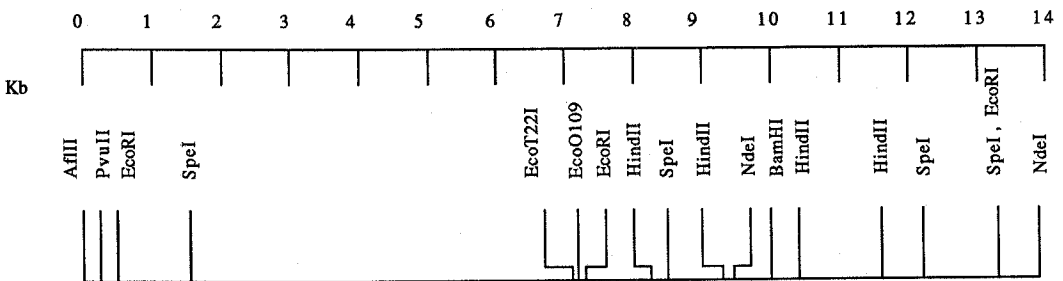 0 1 2 3 4 5 6 7 8 9 10 11 12 13 14
Kb
AflII
PvuII
EcoRI
SpeI
EcoT22I
EcoO109
EcoRI
HindII
SpeI
HindII
NdeI
BamHI
HindII
HindII
SpeI
SpeI, EcoRI
NdeI